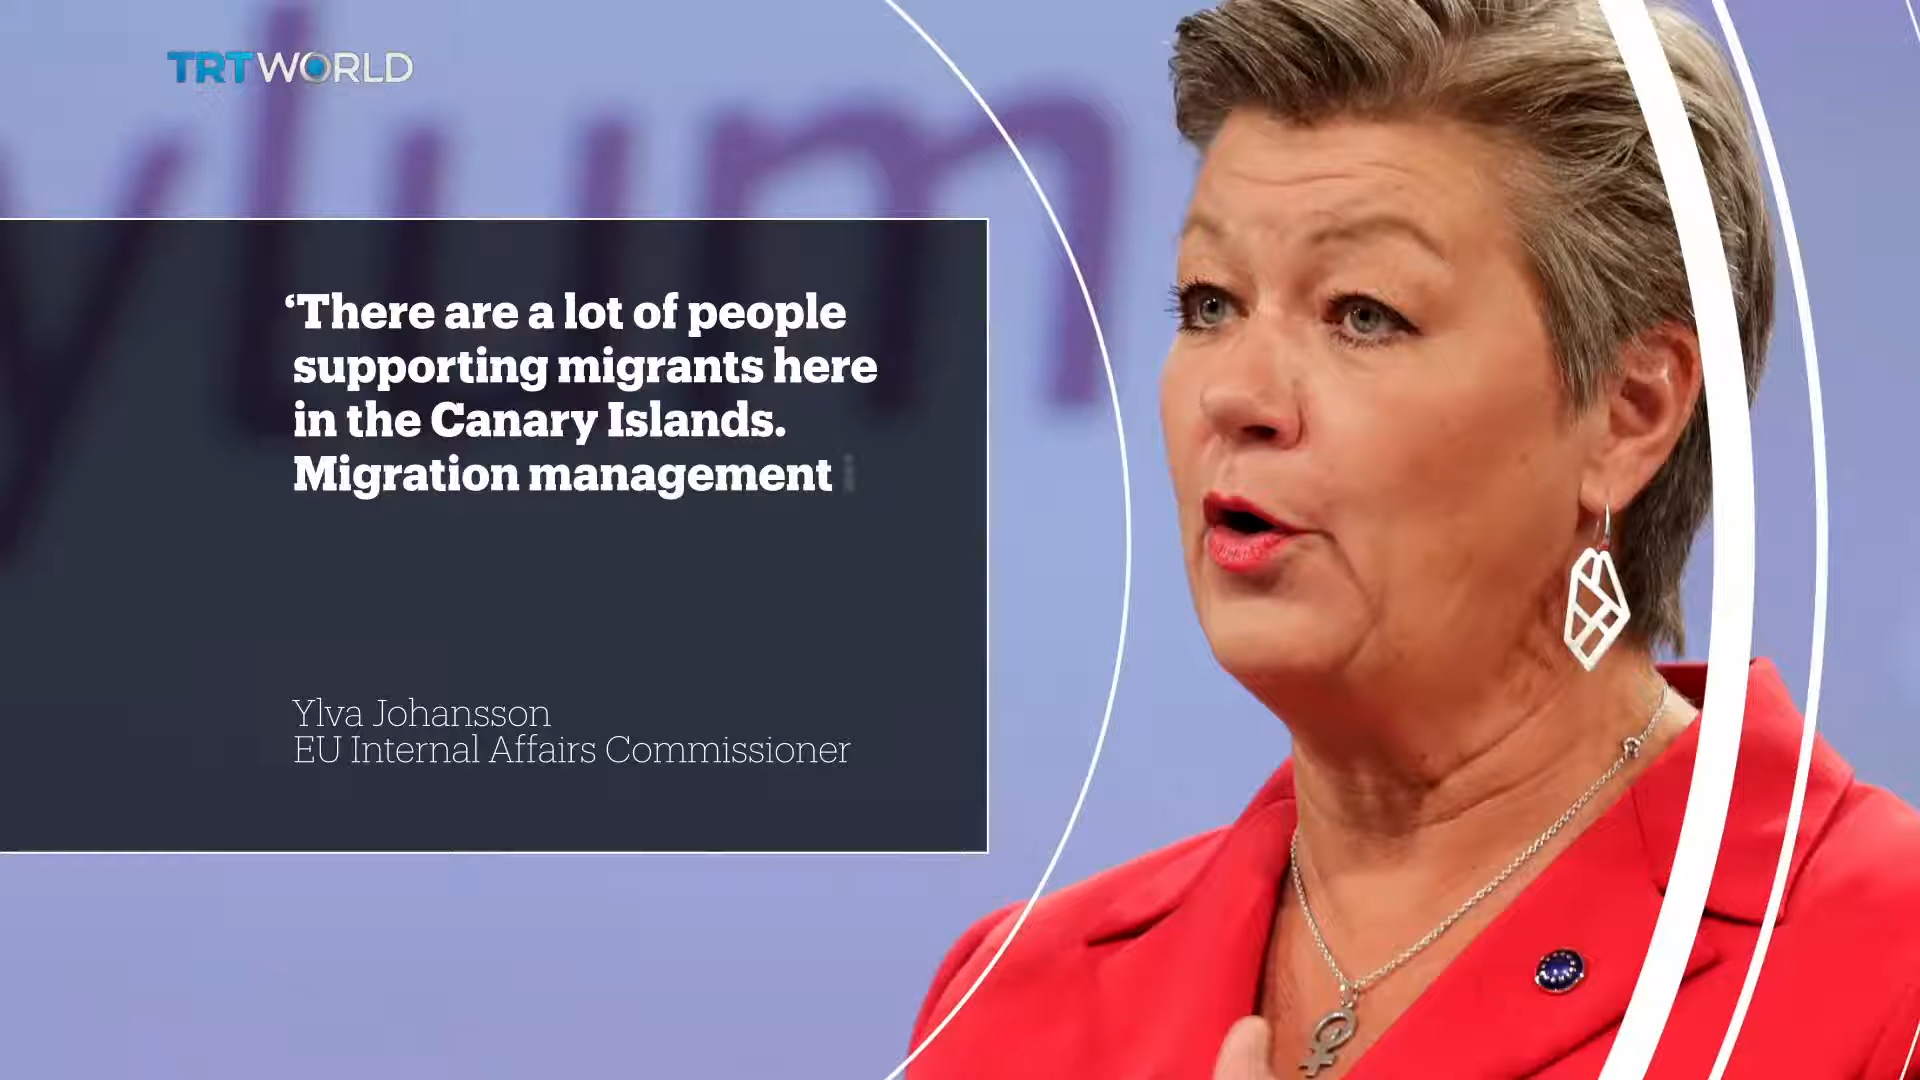 TRT WORLD
ylum
‘There are a lot of people
supporting migrants here
in the Canary Islands.
Migration management
Ylva Johansson
EU Internal Affairs Commissioner